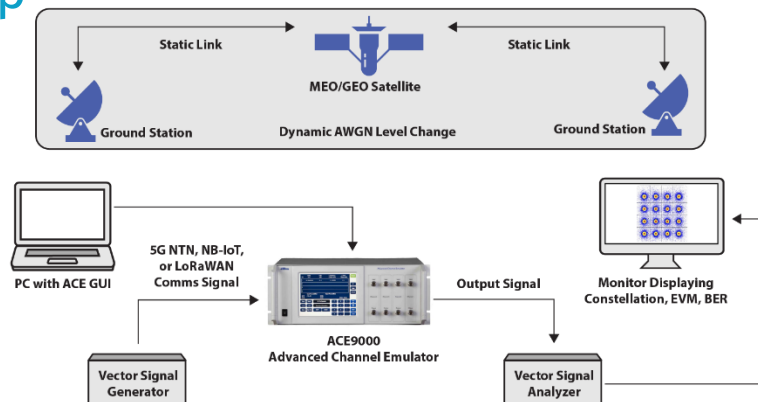 p
Static Link
Static Link
MEO/GEO Satellite
Ground Station
Dynamic AWGN Level Change
Ground Station
PC with ACE GUI
5G NTN, NB-IoT,
or LoRaWAN
Comms Signal
Output Signal
Monitor Displaying
Constellation, EVM, BER
ACE9000
Advanced Channel Emulator
Vector Signal
Generator
Vector Signal
Analyzer